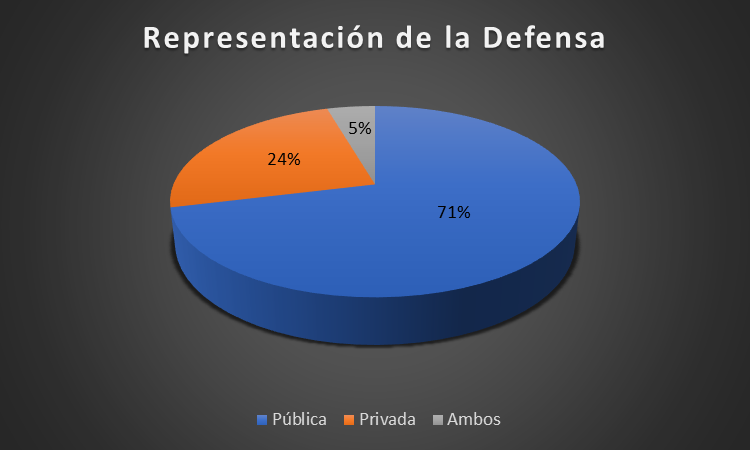 Representación de la Defensa
5%
24%
71%
Pública Privada Ambos